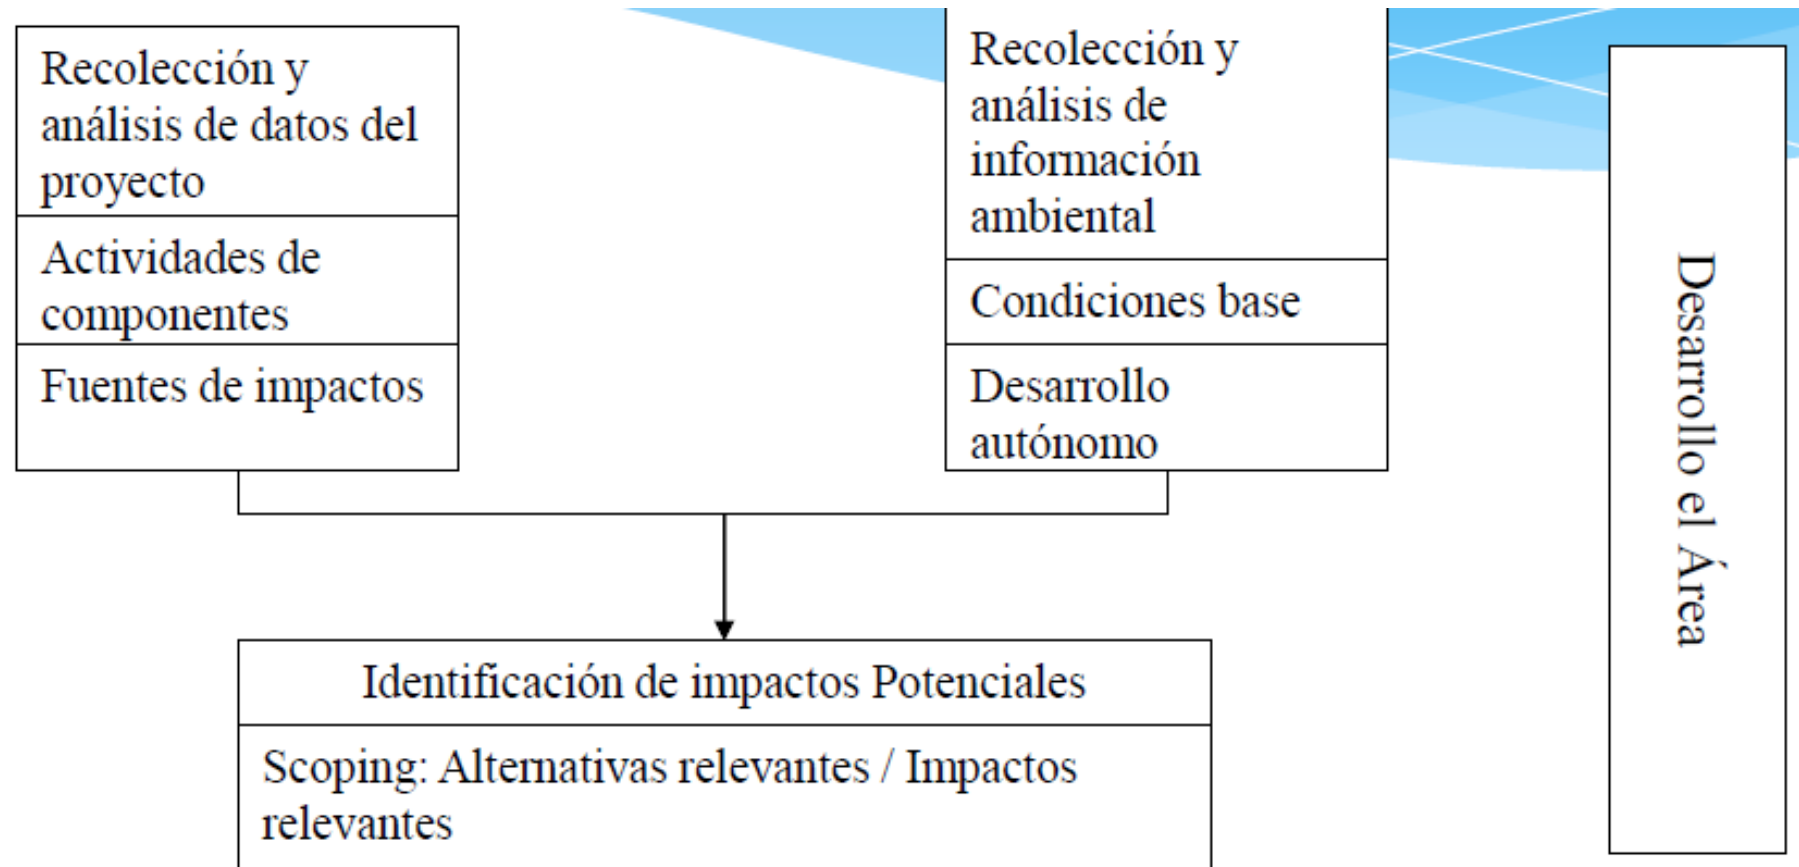 Recolección y
análisis de datos del
proyecto
Actividades de
componentes
Fuentes de impactos
Recolección y
análisis de
información
ambiental
Condiciones base
Desarrollo
autónomo
Identificación de impactos Potenciales
Scoping: Alternativas relevantes / Impactos
relevantes
Desarrollo el Área